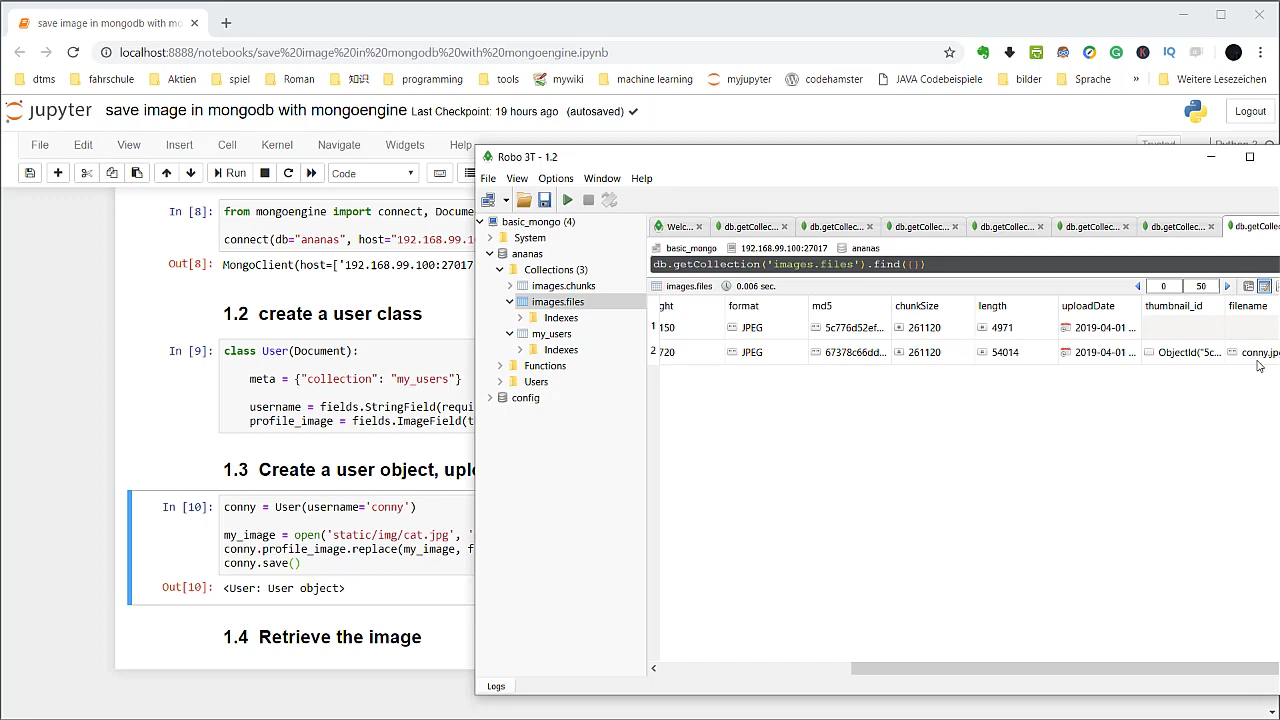 save image in mongodb with mo
localhost:8888/notebooks/save%20image%20in%20mongodb%20with%20mongoengine.ipynb
dtms fahrschule Aktien spiel Roman 知识 programming tools mywiki machine learning myjupyter codehamster JAVA Codebeispiele bilder Sprache » Weitere Lesezeichen
jupyter save image in mongodb with mongoengine Last Checkpoint: 19 hours ago (autosaved) Logout
File Edit View Insert Cell Kernel Navigate Widgets Help
Run Code
In [8]: from mongoengine import connect, Docume
connect(db="ananas", host="192.168.99.10
Out[8]: MongoClient(host=['192.168.99.100:27017
1.2 create a user class
In [9]: class User(Document):
meta = {"collection": "my_users"}
username = fields.StringField(requi
profile_image = fields.ImageField(t
1.3 Create a user object, uplo
In [10]: conny = User(username='conny')
my_image = open('static/img/cat.jpg', '
conny.profile_image.replace(my_image, f
conny.save()
Out[10]: <User: User object>
1.4 Retrieve the image
Robo 3T - 1.2
File View Options Window Help
basic_mongo (4)
System
ananas
Collections (3)
images.chunks
images.files
Indexes
my_users
Indexes
Functions
Users
config
Welc... db.getCollec... db.getCollec... db.getCollec... db.getCollec... db.getCollec... db.getCollec... db.getCollec
basic_mongo 192.168.99.100:27017 ananas
db.getCollection('images.files').find({})
images.files 0.006 sec. 0 50
ght format md5 chunkSize length uploadDate thumbnail_id filename
1 150 JPEG 5c776d52ef... 261120 4971 2019-04-01 ...
2 720 JPEG 67378c66dd... 261120 54014 2019-04-01 ... ObjectId("5c... conny.jp
Logs